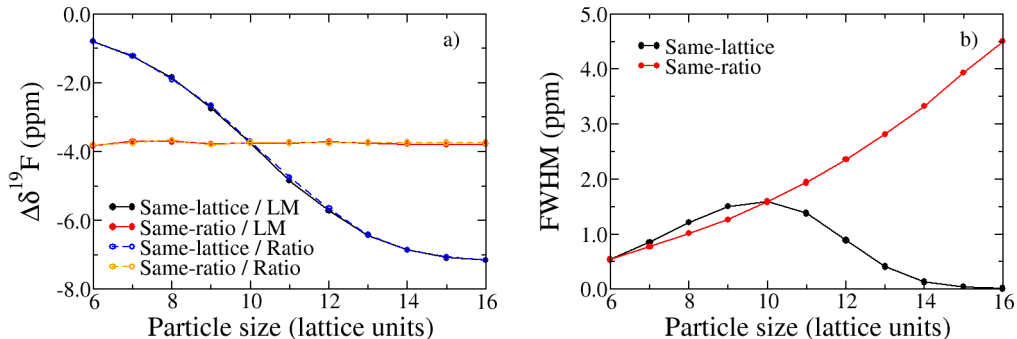 0.0
-2.0
-4.0
-6.0
-8.0
Δδ¹⁹F (ppm)
a)
Same-lattice / LM
Same-ratio / LM
Same-lattice / Ratio
Same-ratio / Ratio
6 8 10 12 14 16
Particle size (lattice units)
5.0
4.0
3.0
2.0
1.0
0.0
FWHM (ppm)
b)
Same-lattice
Same-ratio
6 8 10 12 14 16
Particle size (lattice units)